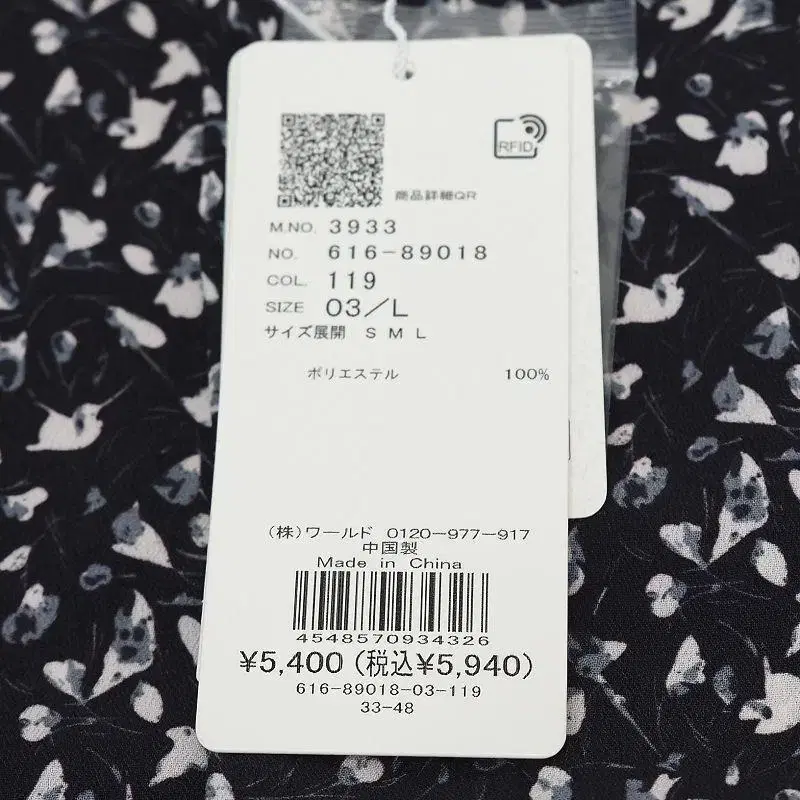 RFID
商品詳細QR
M.NO. 3933
NO. 616-89018
COL. 119
SIZE 03/L
サイズ展開 S M L
ポリエステル 100%
(株)ワールド 0120-977-917
中国製
Made in China
4548570934326
¥5,400(税込¥5,940)
616-89018-03-119
33-48